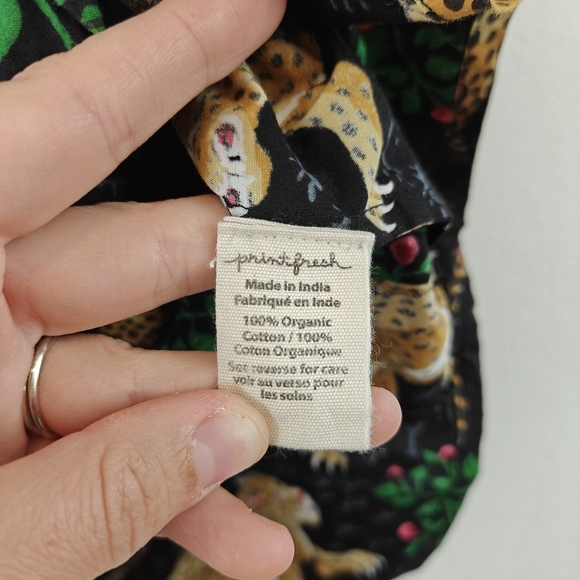 printfresh
Made in India
Fabriqué en Inde
100% Organic
Cotton / 100%
Coton Organique
See reverse for care
voir au verso pour
les soins